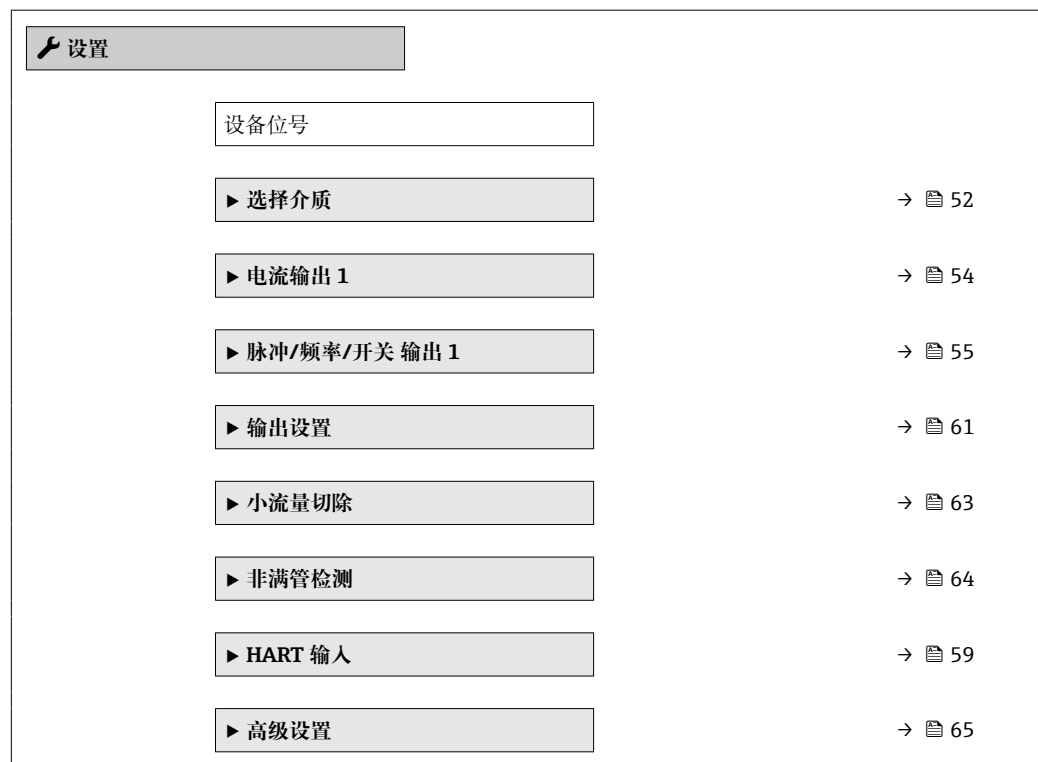 设置
设备位号
▶ 选择介质 → 52
▶ 电流输出 1 → 54
▶ 脉冲/频率/开关 输出 1 → 55
▶ 输出设置 → 61
▶ 小流量切除 → 63
▶ 非满管检测 → 64
▶ HART 输入 → 59
▶ 高级设置 → 65